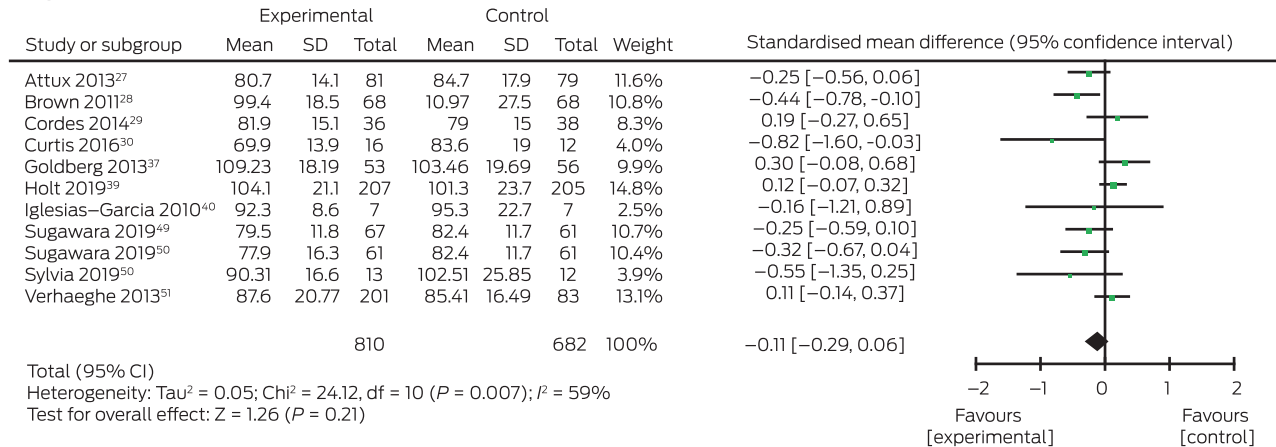 Experimental Control
Study or subgroup Mean SD Total Mean SD Total Weight Standardised mean difference (95% confidence interval)
Attux 2013²⁷ 80.7 14.1 81 84.7 17.9 79 11.6% −0.25 [−0.56, 0.06]
Brown 2011²⁸ 99.4 18.5 68 10.97 27.5 68 10.8% −0.44 [−0.78, -0.10]
Cordes 2014²⁹ 81.9 15.1 36 79 15 38 8.3% 0.19 [−0.27, 0.65]
Curtis 2016³⁰ 69.9 13.9 16 83.6 19 12 4.0% −0.82 [−1.60, -0.03]
Goldberg 2013³⁷ 109.23 18.19 53 103.46 19.69 56 9.9% 0.30 [−0.08, 0.68]
Holt 2019³⁹ 104.1 21.1 207 101.3 23.7 205 14.8% 0.12 [−0.07, 0.32]
Iglesias–Garcia 2010⁴⁰ 92.3 8.6 7 95.3 22.7 7 2.5% −0.16 [−1.21, 0.89]
Sugawara 2019⁴⁹ 79.5 11.8 67 82.4 11.7 61 10.7% −0.25 [−0.59, 0.10]
Sugawara 2019⁵⁰ 77.9 16.3 61 82.4 11.7 61 10.4% −0.32 [−0.67, 0.04]
Sylvia 2019⁵⁰ 90.31 16.6 13 102.51 25.85 12 3.9% −0.55 [−1.35, 0.25]
Verhaeghe 2013⁵¹ 87.6 20.77 201 85.41 16.49 83 13.1% 0.11 [−0.14, 0.37]
810 682 100% −0.11 [−0.29, 0.06]
Total (95% CI)
Heterogeneity: Tau² = 0.05; Chi² = 24.12, df = 10 (P = 0.007); I² = 59%
Test for overall effect: Z = 1.26 (P = 0.21)
−2 −1 0 1 2
Favours Favours
[experimental] [control]